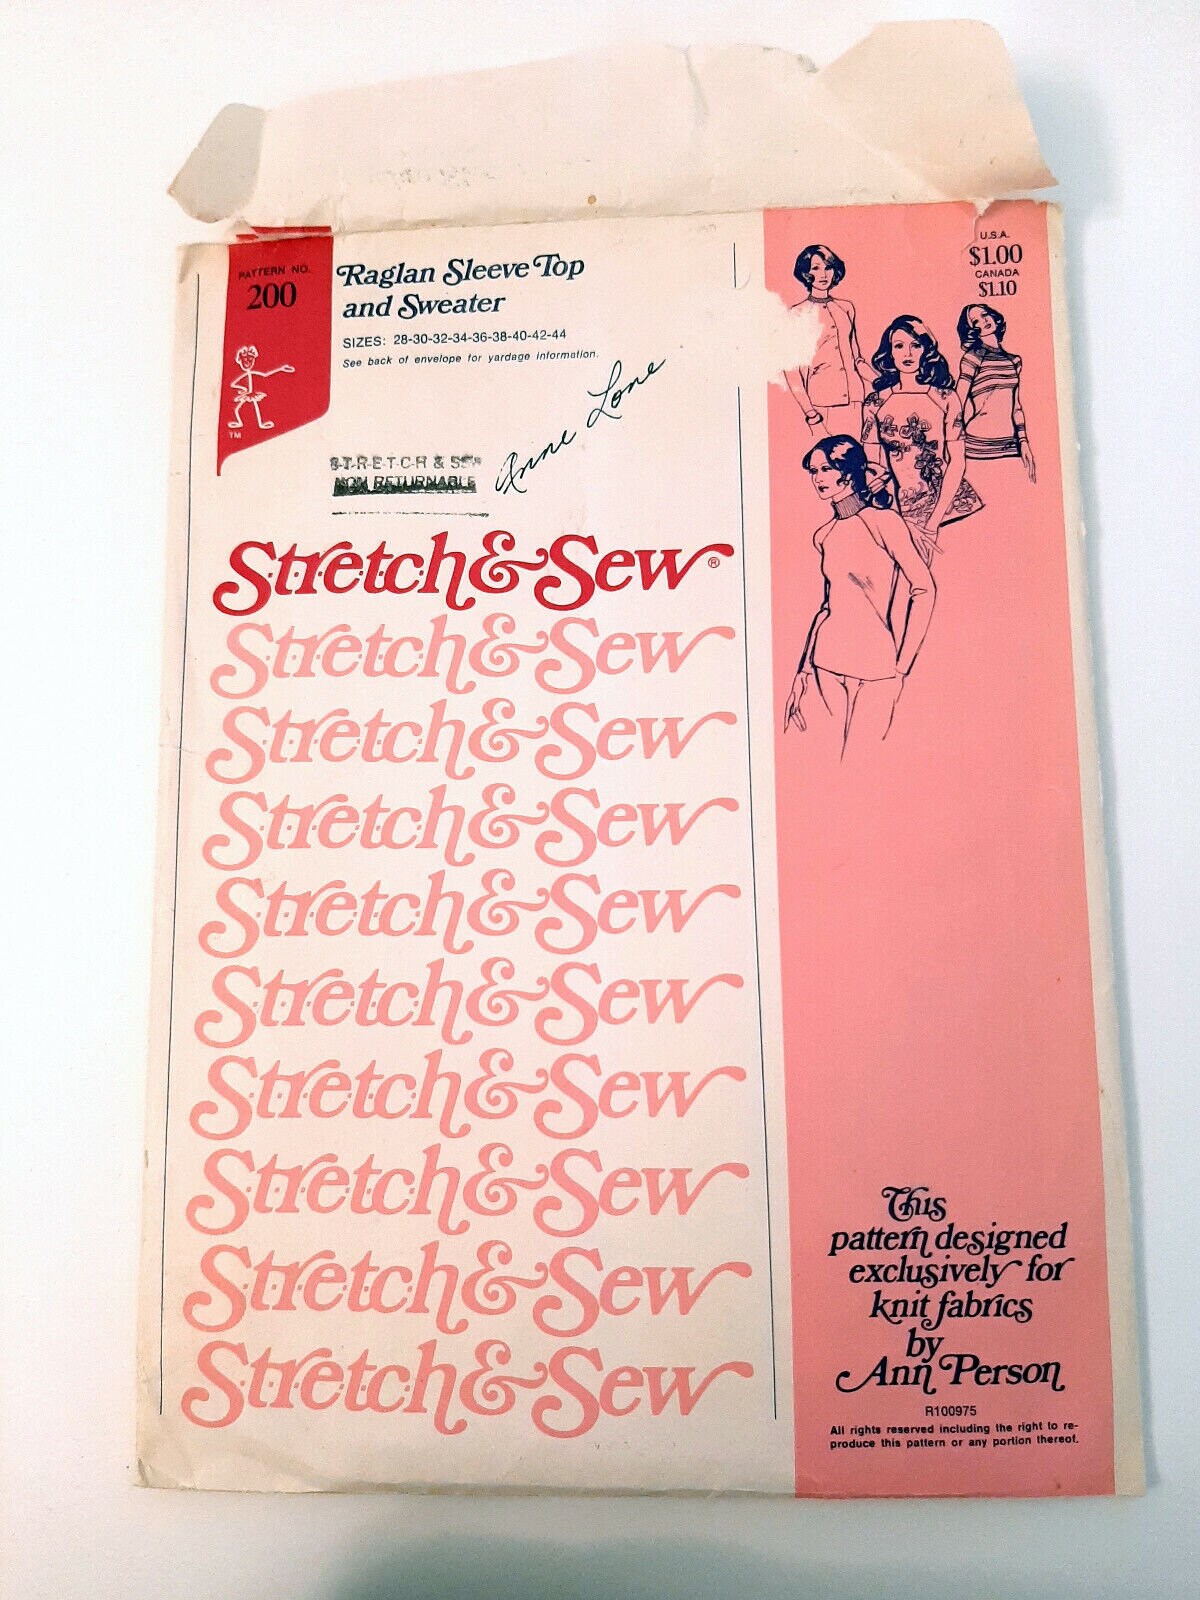 PATTERN NO.
200
TM
Raglan Sleeve Top
and Sweater
SIZES: 28-30-32-34-36-38-40-42-44
See back of envelope for yardage information.
Anne Lone
S-T-R-E-T-C-H & SEW
NON RETURNABLE
Stretch & Sew®
Stretch & Sew
Stretch & Sew
Stretch & Sew
Stretch & Sew
Stretch & Sew
Stretch & Sew
Stretch & Sew
Stretch & Sew
Stretch & Sew
U.S.A.
$1.00
CANADA
$1.10
This
pattern designed
exclusively for
knit fabrics
by
Ann Person
R100975
All rights reserved including the right to re-
produce this pattern or any portion thereof.